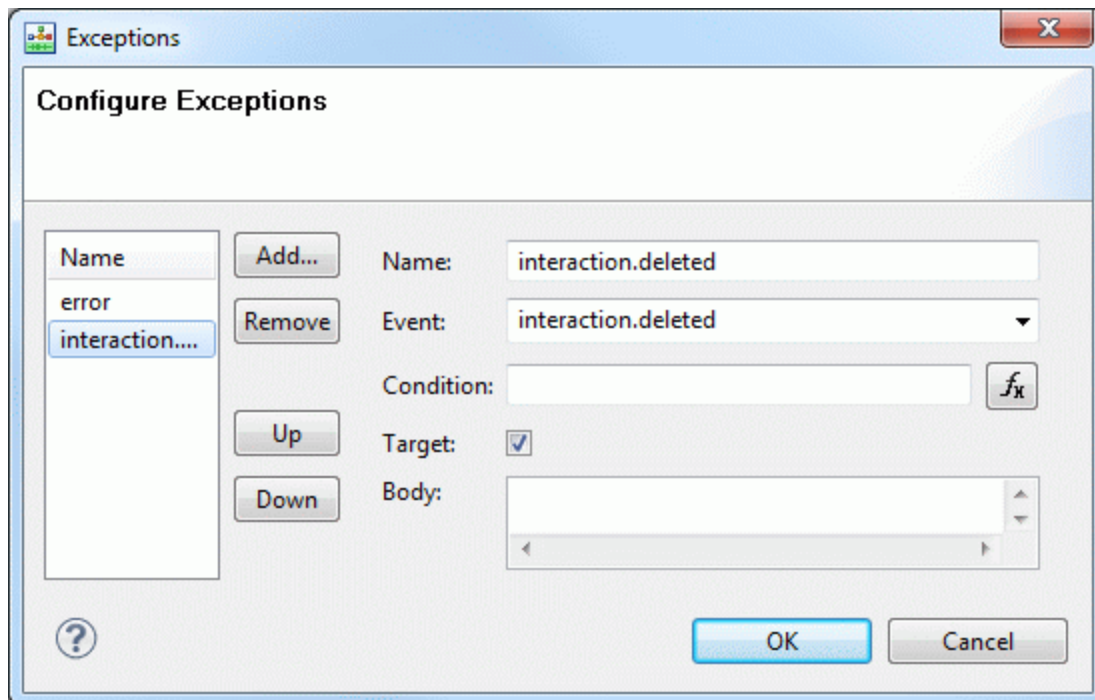 Exceptions
X
Configure Exceptions
Name
error
interaction....
Add...
Remove
Up
Down
Name: interaction.deleted
Event: interaction.deleted
Condition:
fx
Target:
Body:
?
OK Cancel